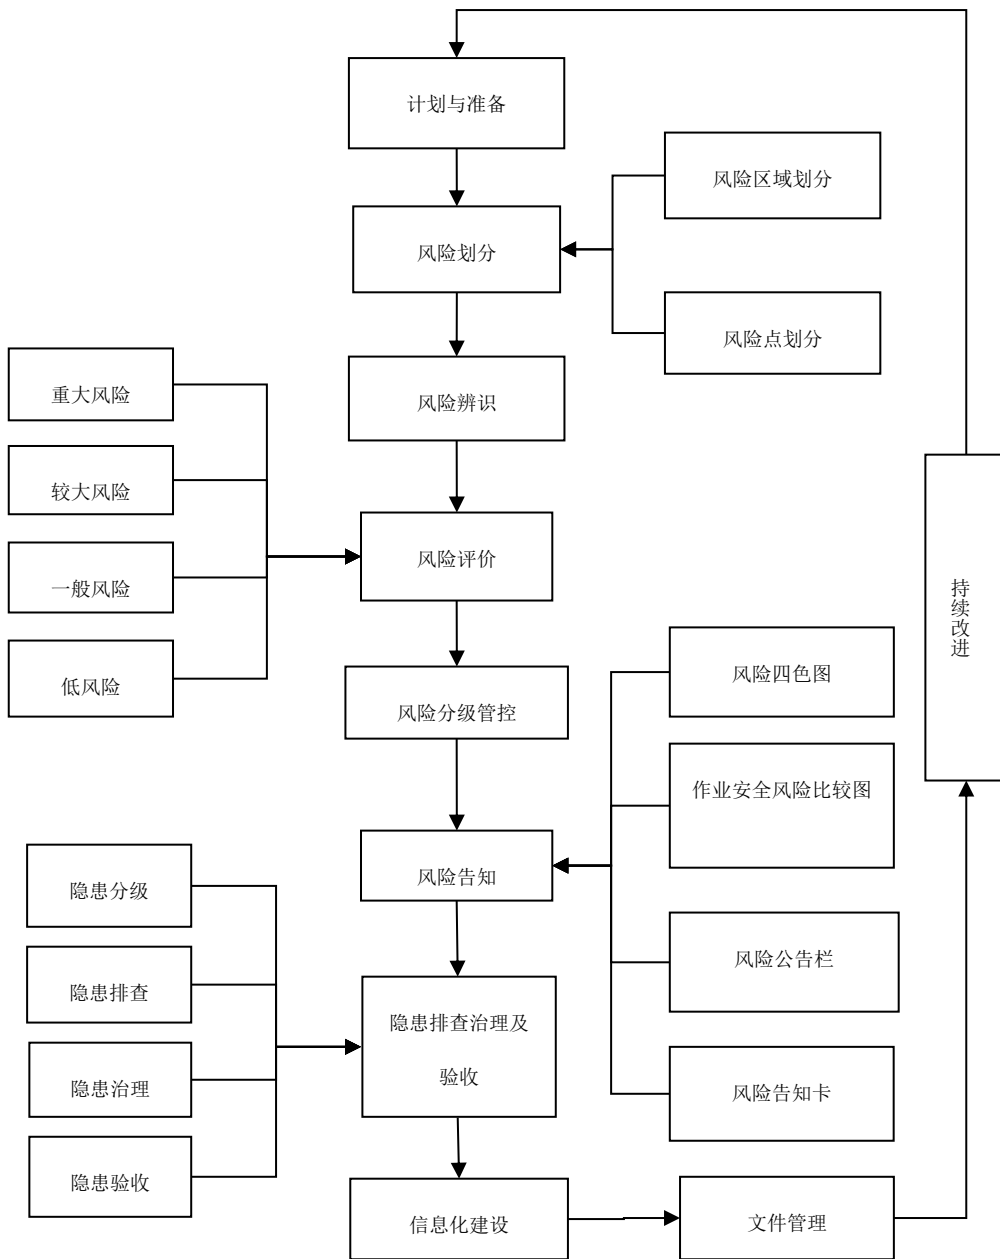 计划与准备
风险区域划分
风险划分
风险点划分
重大风险
风险辨识
较大风险
风险评价
一般风险
持续改进
低风险
风险分级管控
风险四色图
作业安全风险比较图
风险告知
隐患分级
风险公告栏
隐患排查
隐患排查治理及
验收
隐患治理
风险告知卡
隐患验收
信息化建设
文件管理